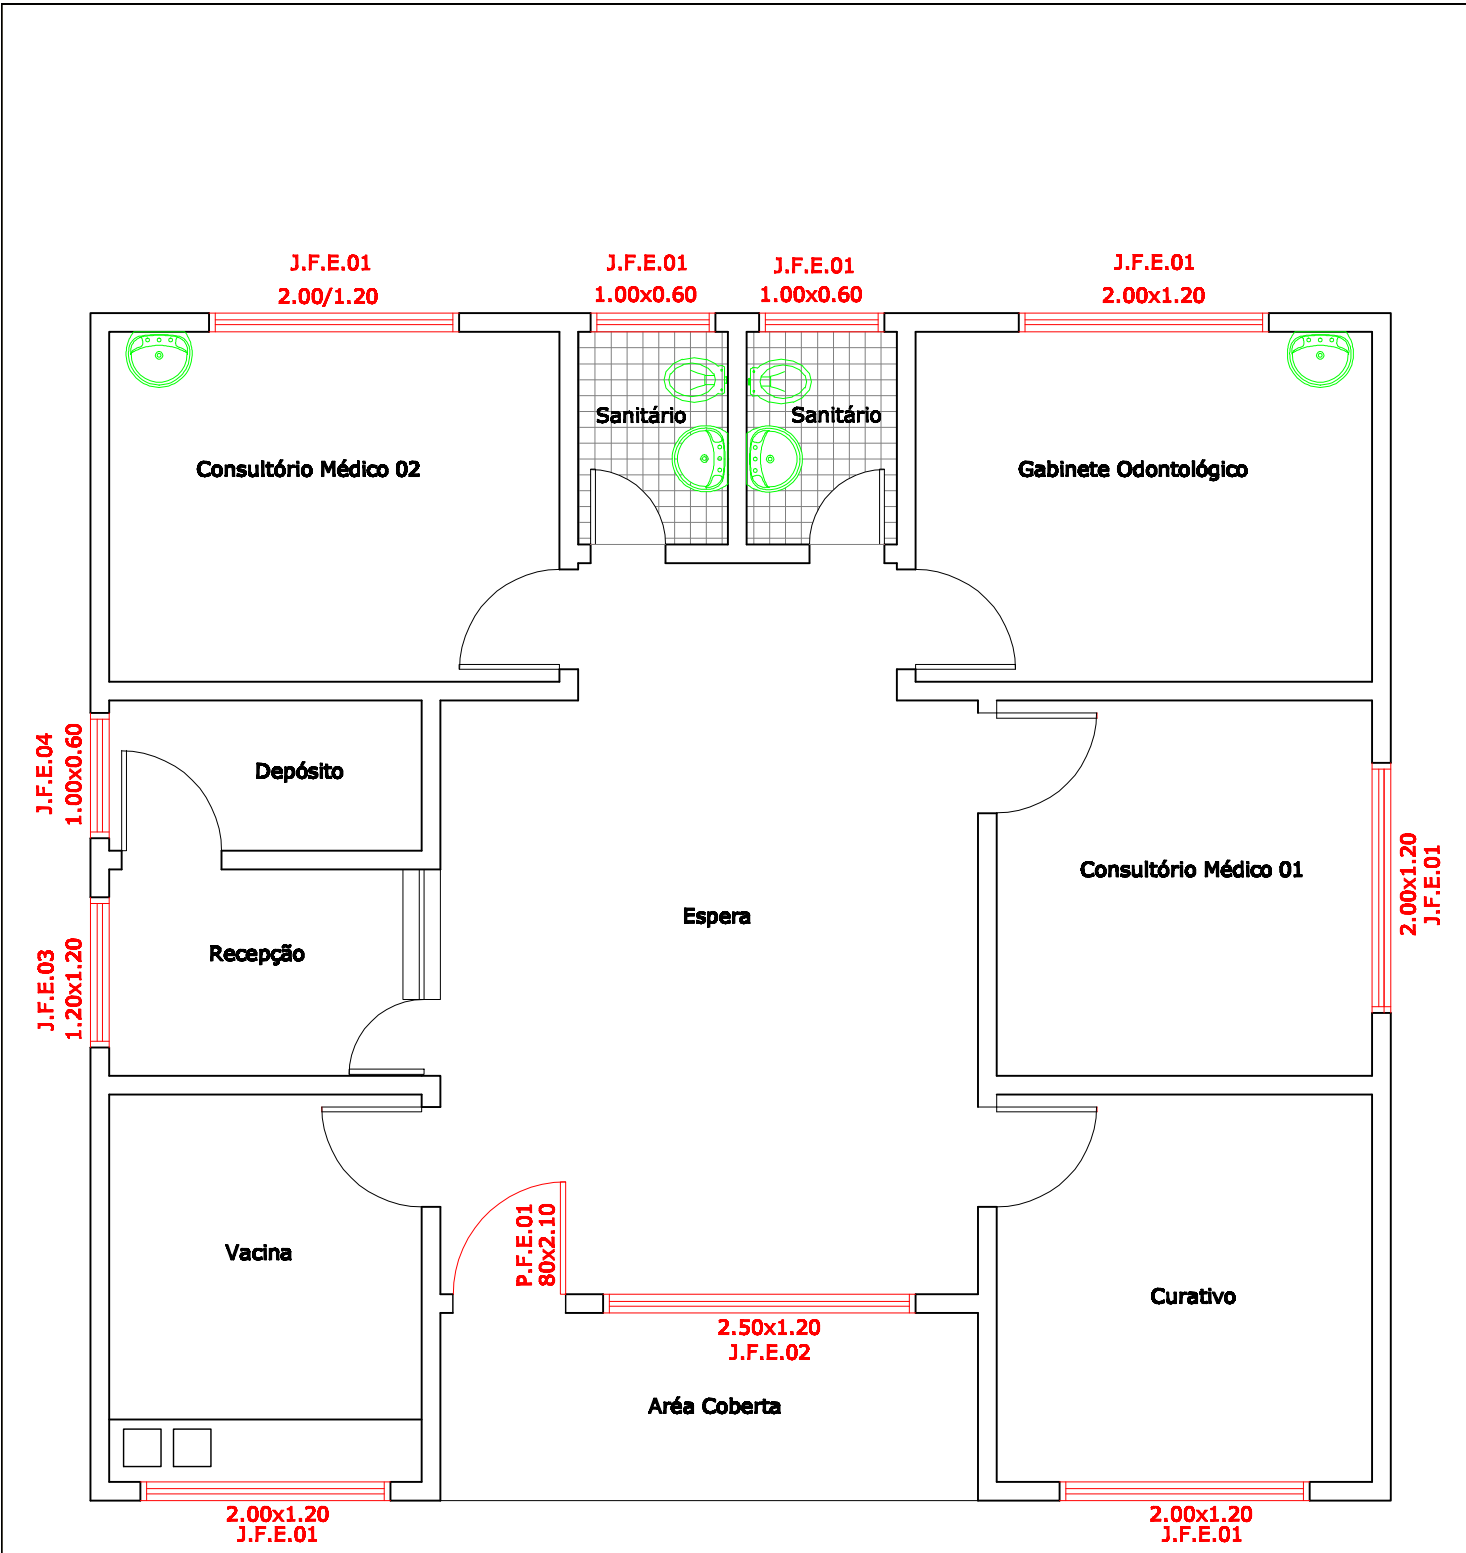 J.F.E.01
2.00/1.20
J.F.E.01
1.00x0.60
J.F.E.01
1.00x0.60
J.F.E.01
2.00x1.20
Sanitário
Sanitário
Consultório Médico 02
Gabinete Odontológico
J.F.E.04
1.00x0.60
Depósito
Consultório Médico 01
2.00x1.20
J.F.E.01
Espera
Recepção
J.F.E.03
1.20x1.20
P.F.E.01
80x2.10
Vacina
Curativo
2.50x1.20
J.F.E.02
Aréa Coberta
2.00x1.20
J.F.E.01
2.00x1.20
J.F.E.01